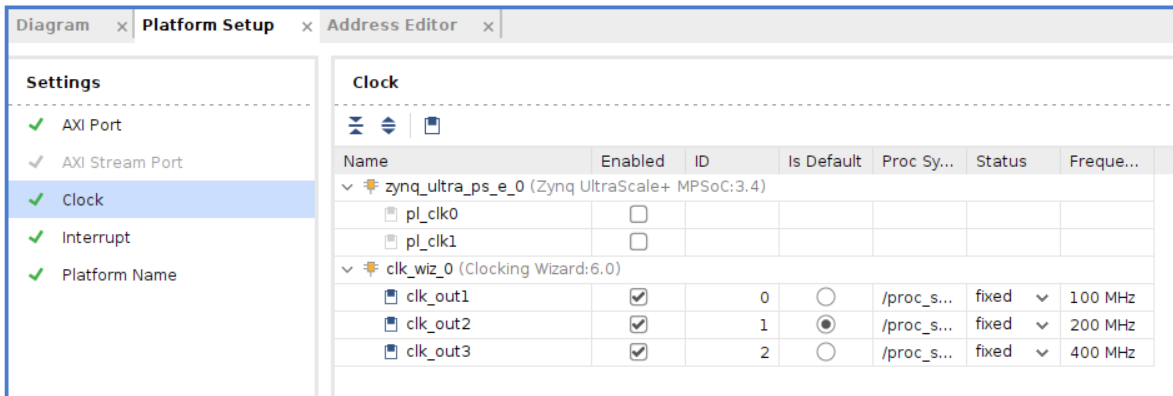 Diagram × Platform Setup × Address Editor ×
Settings
AXI Port
AXI Stream Port
Clock
Interrupt
Platform Name
Clock
Name Enabled ID Is Default Proc Sy... Status Freque...
zynq_ultra_ps_e_0 (Zynq UltraScale+ MPSoC:3.4)
pl_clk0
pl_clk1
clk_wiz_0 (Clocking Wizard:6.0)
clk_out1 0 /proc_s... fixed 100 MHz
clk_out2 1 /proc_s... fixed 200 MHz
clk_out3 2 /proc_s... fixed 400 MHz